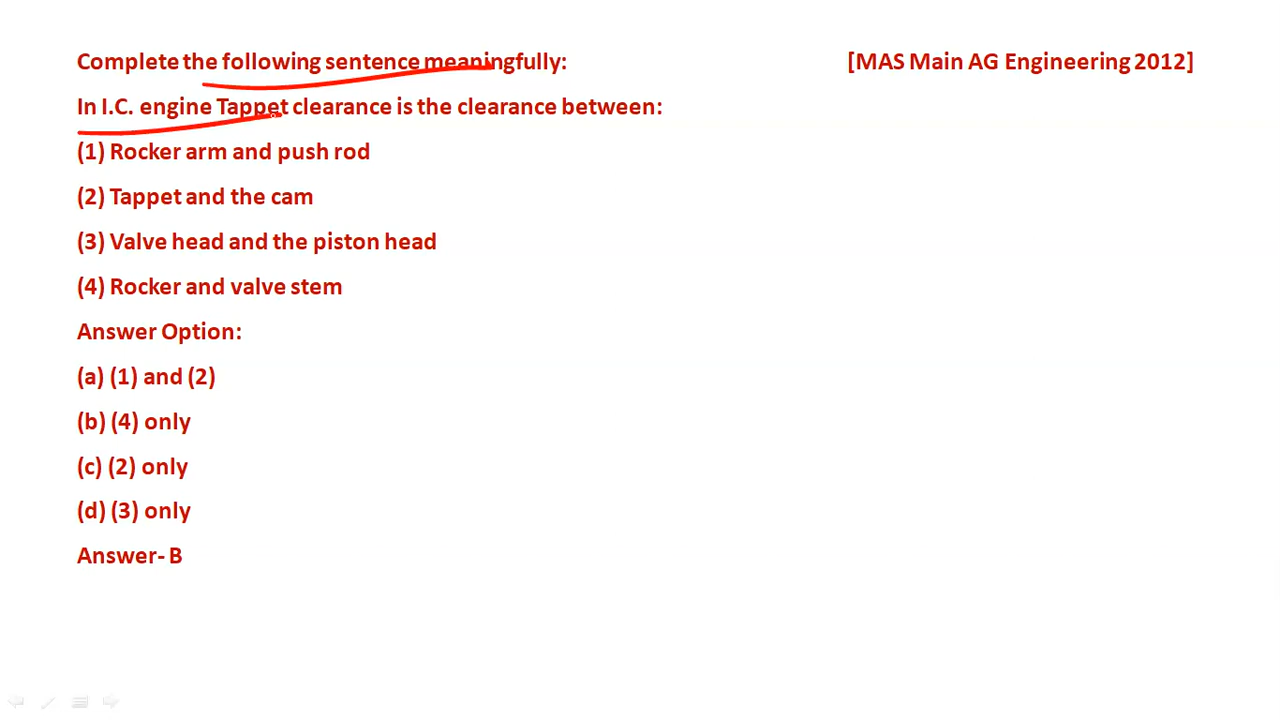 Complete the following sentence meaningfully: [MAS Main AG Engineering 2012]
In I.C. engine Tappet clearance is the clearance between:
(1) Rocker arm and push rod
(2) Tappet and the cam
(3) Valve head and the piston head
(4) Rocker and valve stem
Answer Option:
(a) (1) and (2)
(b) (4) only
(c) (2) only
(d) (3) only
Answer- B